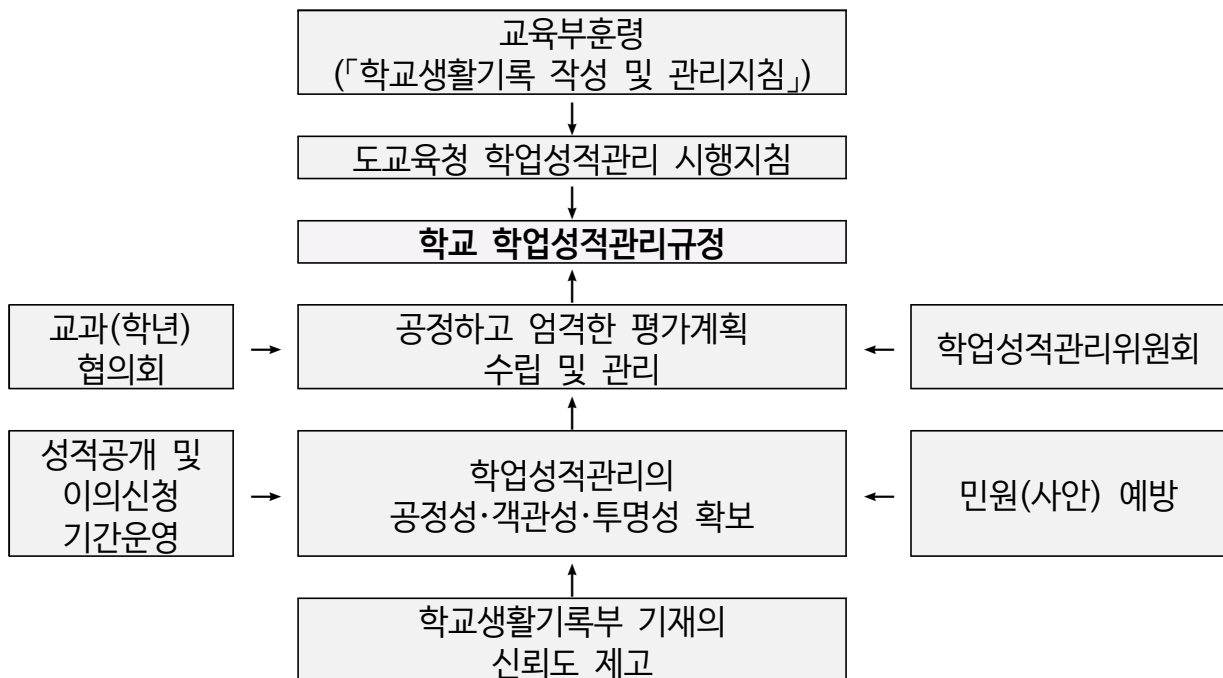 교육부훈령
(「학교생활기록 작성 및 관리지침」)
도교육청 학업성적관리 시행지침
학교 학업성적관리규정
교과(학년)
협의회
공정하고 엄격한 평가계획
수립 및 관리
학업성적관리위원회
성적공개 및
이의신청
기간운영
학업성적관리의
공정성·객관성·투명성 확보
민원(사안) 예방
학교생활기록부 기재의
신뢰도 제고